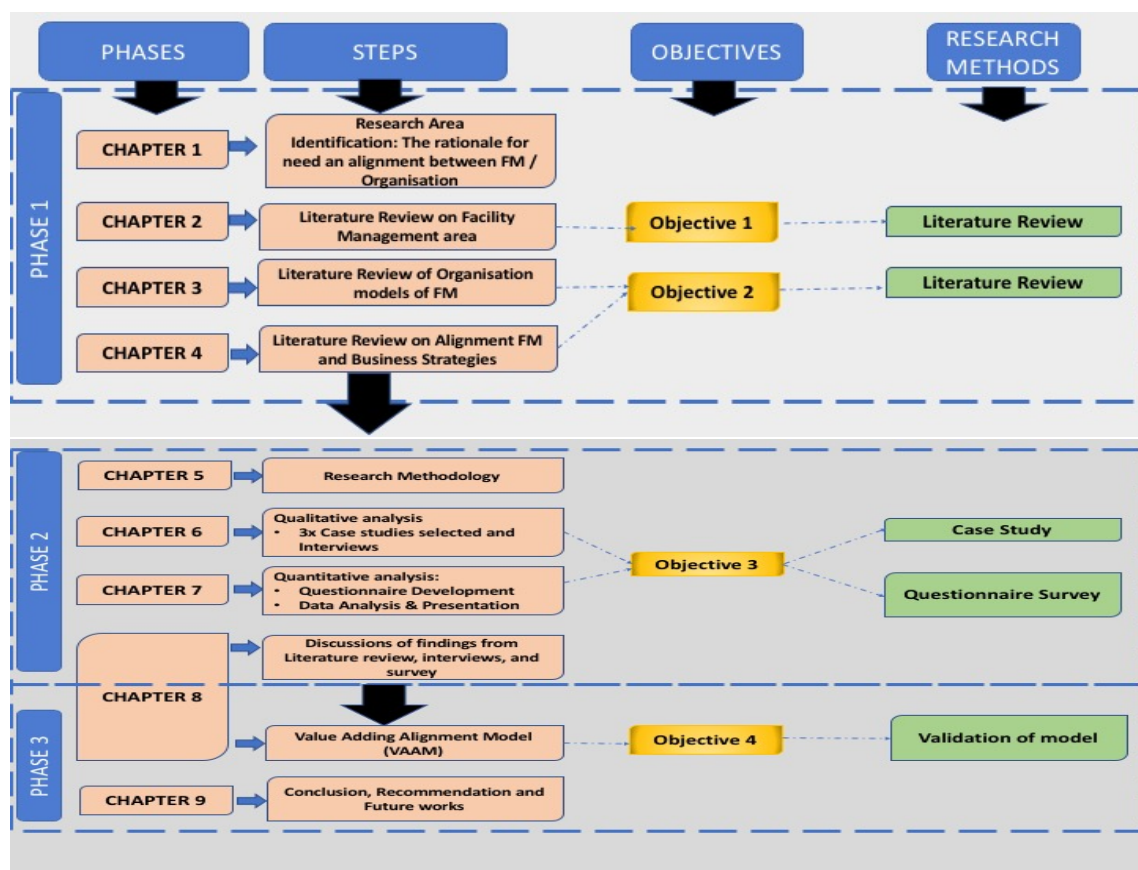 PHASES
STEPS
OBJECTIVES
RESEARCH
METHODS
PHASE 1
CHAPTER 1
Research Area
Identification: The rationale for
need an alignment between FM /
Organisation
CHAPTER 2
Literature Review on Facility
Management area
Objective 1
Literature Review
CHAPTER 3
Literature Review of Organisation
models of FM
Objective 2
Literature Review
CHAPTER 4
Literature Review on Alignment FM
and Business Strategies
PHASE 2
CHAPTER 5
Research Methodology
CHAPTER 6
Qualitative analysis
• 3x Case studies selected and
Interviews
Objective 3
Case Study
CHAPTER 7
Quantitative analysis:
• Questionnaire Development
• Data Analysis & Presentation
Questionnaire Survey
CHAPTER 8
Discussions of findings from
Literature review, interviews, and
survey
PHASE 3
Value Adding Alignment Model
(VAAM)
Objective 4
Validation of model
CHAPTER 9
Conclusion, Recommendation and
Future works